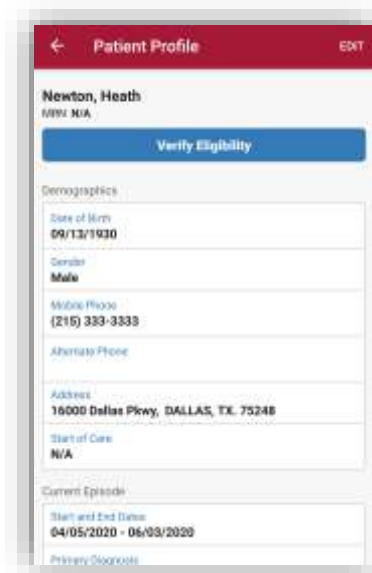 ← Patient Profile EDIT
Newton, Heath
MRN: N/A
Verify Eligibility
Demographics
Date of Birth
09/13/1930
Gender
Male
Mobile Phone
(215) 333-3333
Alternate Phone
Address
16000 Dallas Pkwy, DALLAS, TX. 75248
Start of Care
N/A
Current Episode
Start and End Dates
04/05/2020 - 06/03/2020
Primary Diagnosis